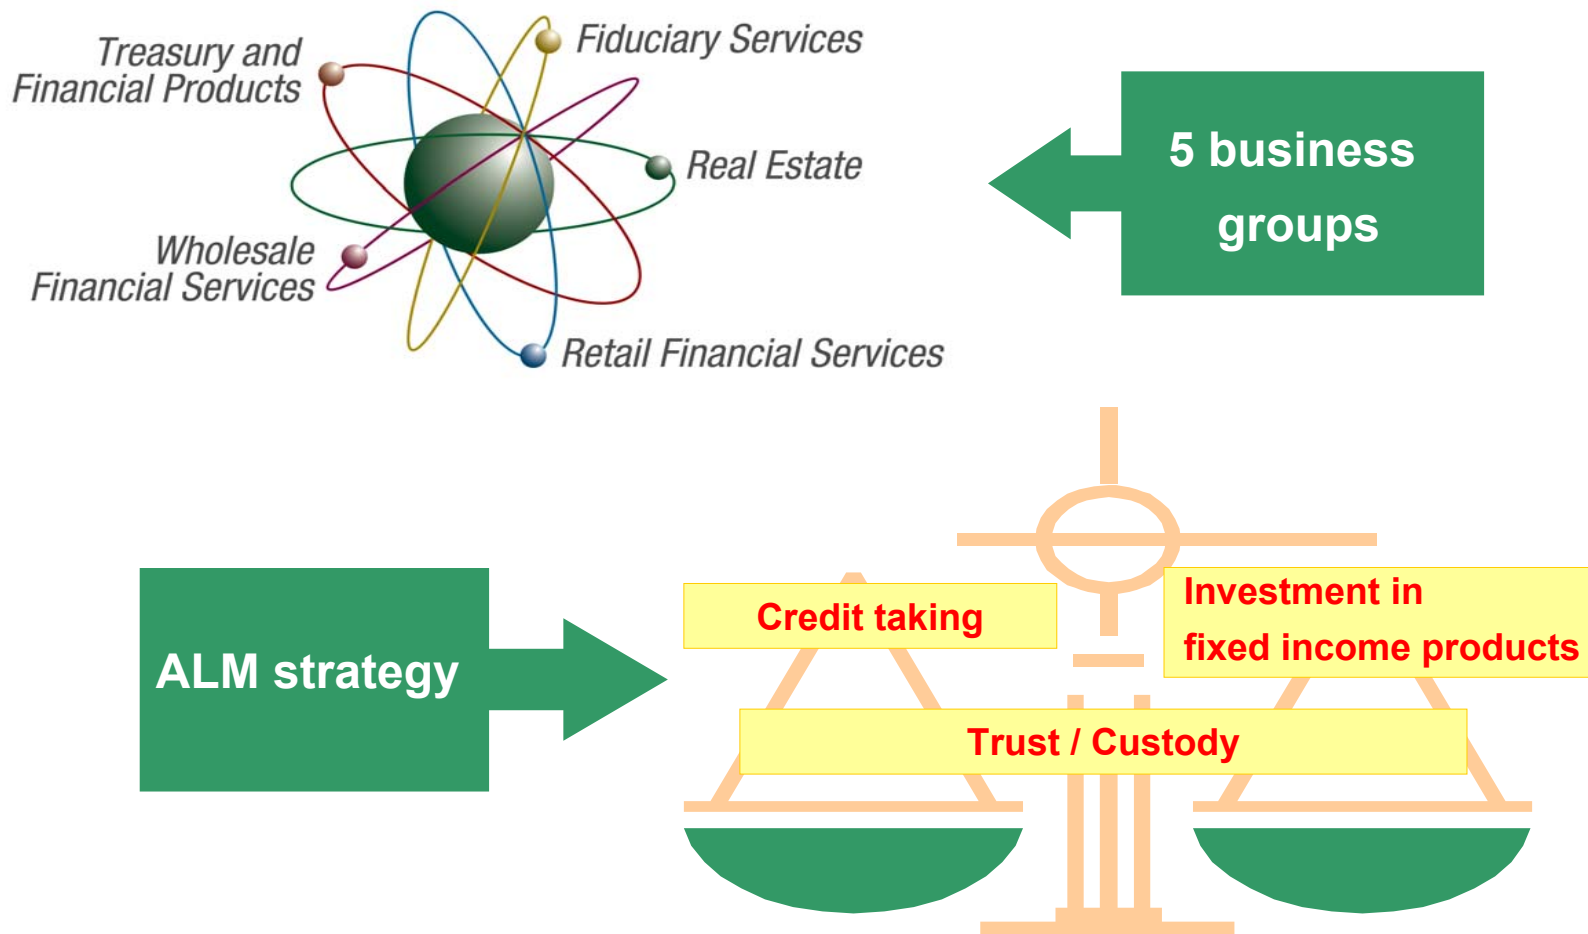 Treasury and
Financial Products
Fiduciary Services
Real Estate
Wholesale
Financial Services
Retail Financial Services
5 business
groups
ALM strategy
Credit taking
Investment in
fixed income products
Trust / Custody